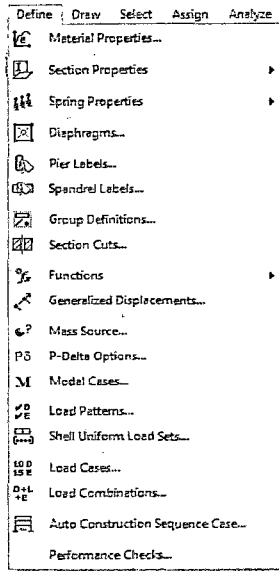 Define Draw Select Assign Analyze
Material Properties...
Section Properties
Spring Properties
Diaphragms...
Pier Labels...
Spandrel Labels...
Group Definitions...
Section Cuts...
Functions
Generalized Displacements...
Mass Source...
Pδ P-Delta Options...
M Modal Cases...
Load Patterns...
Shell Uniform Load Sets...
Load Cases...
D+L +E Load Combinations...
Auto Construction Sequence Case...
Performance Checks...